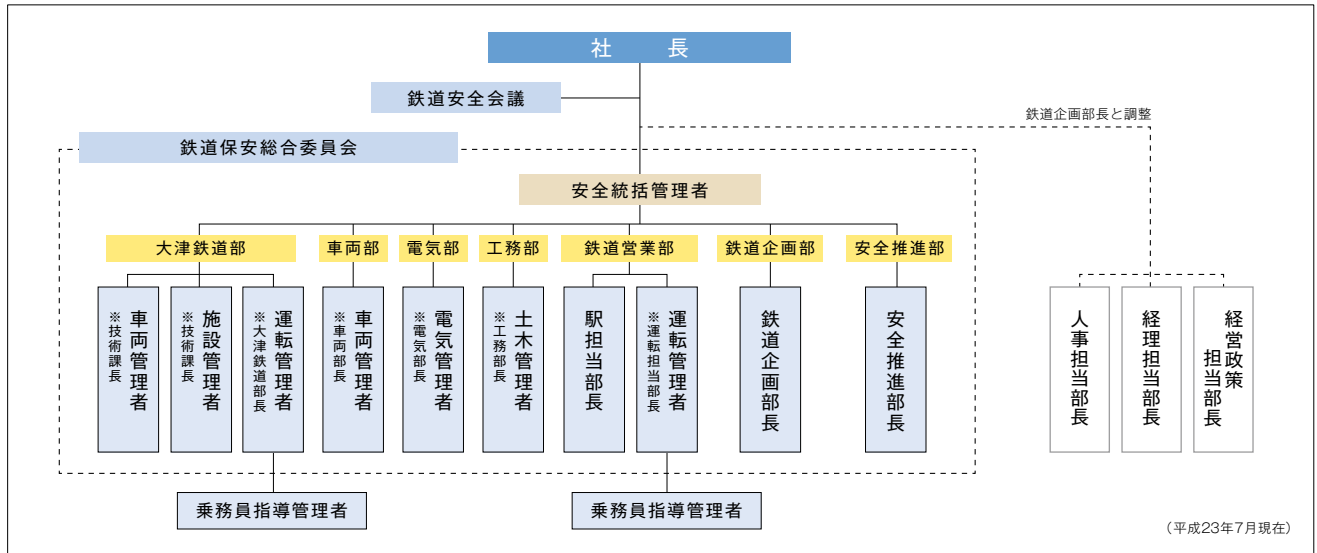 社長
鉄道安全会議
鉄道企画部長と調整
鉄道保安総合委員会
安全統括管理者
大津鉄道部
車両部
電気部
工務部
鉄道営業部
鉄道企画部
安全推進部
車両管理者
※技術課長
施設管理者
※技術課長
運転管理者
※大津鉄道部長
車両管理者
※車両部長
電気管理者
※電気部長
土木管理者
※工務部長
駅担当部長
運転管理者
※運転担当部長
鉄道企画部長
安全推進部長
人事担当部長
経理担当部長
経営政策
担当部長
乗務員指導管理者
乗務員指導管理者
(平成23年7月現在)